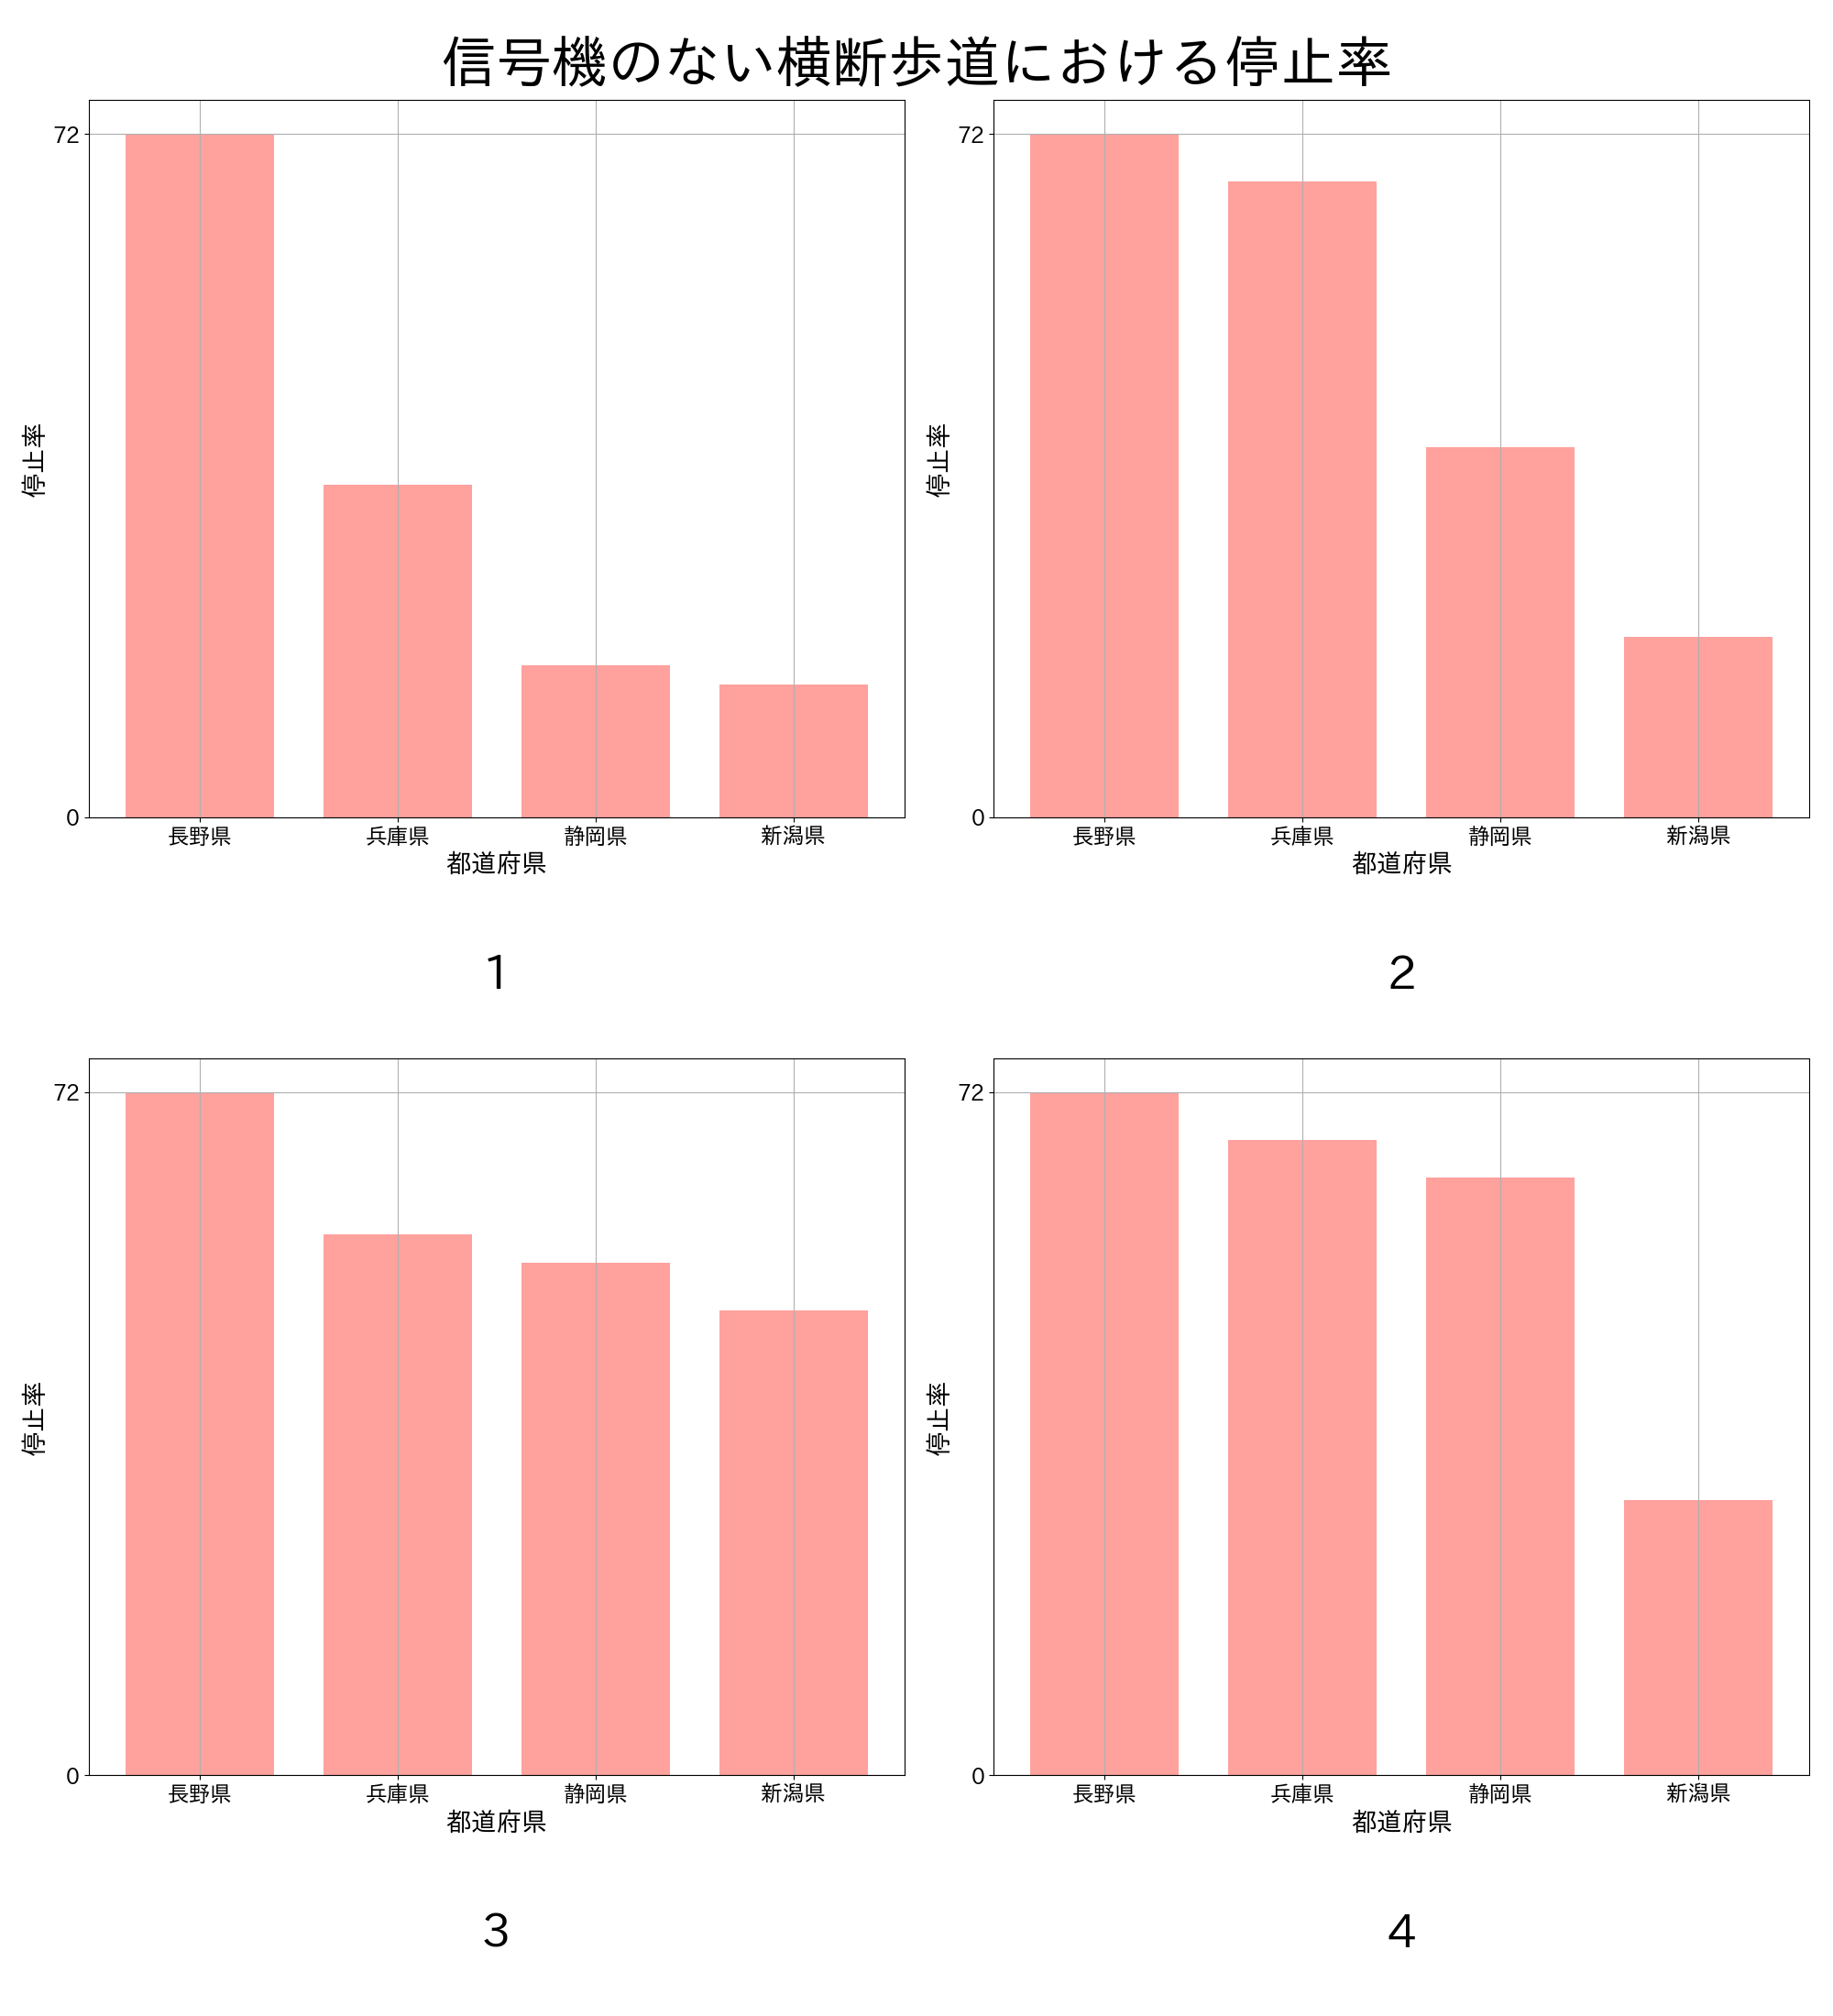 信号機のない横断歩道における停止率
72
0
停止率
長野県 兵庫県 静岡県 新潟県
都道府県
1
72
0
停止率
長野県 兵庫県 静岡県 新潟県
都道府県
2
72
0
停止率
長野県 兵庫県 静岡県 新潟県
都道府県
3
72
0
停止率
長野県 兵庫県 静岡県 新潟県
都道府県
4